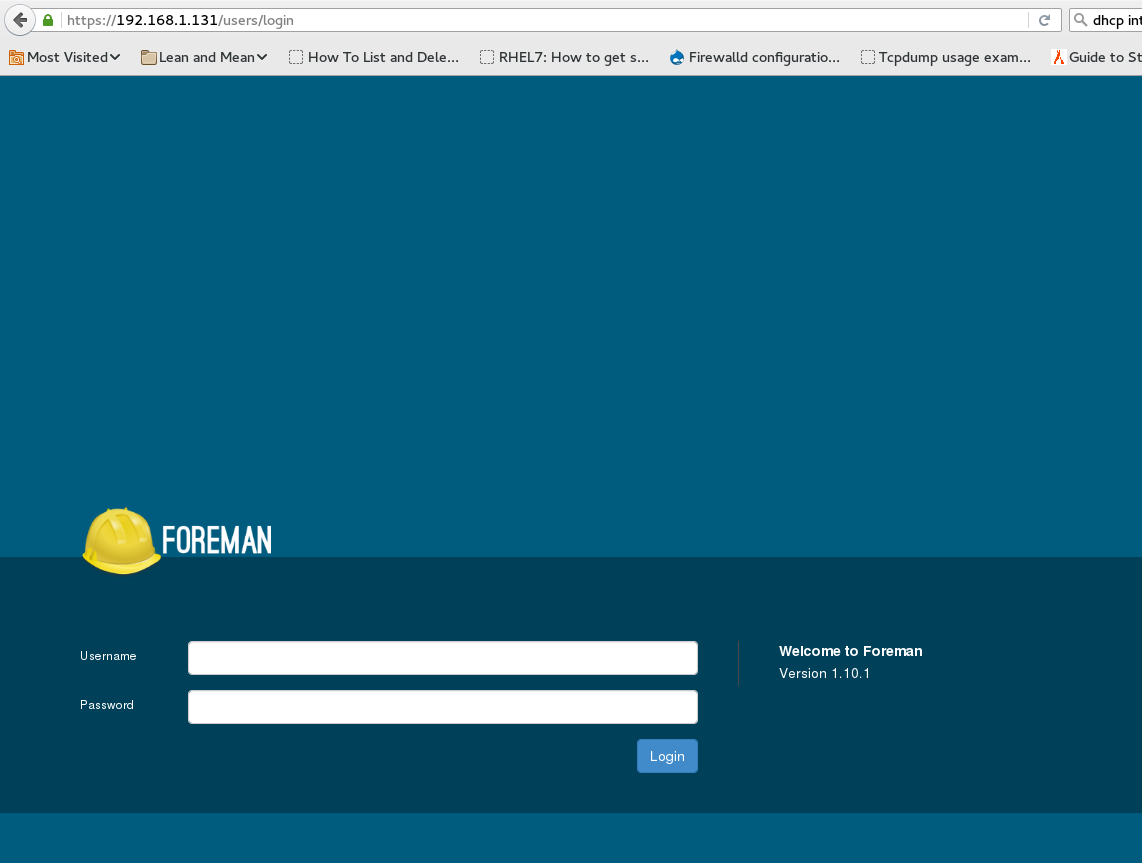 https://192.168.1.131/users/login dhcp int
Most Visited Lean and Mean How To List and Dele... RHEL7: How to get s... Firewalld configuratio... Tcpdump usage exam... Guide to St
FOREMAN
Username
Welcome to Foreman
Version 1.10.1
Password
Login